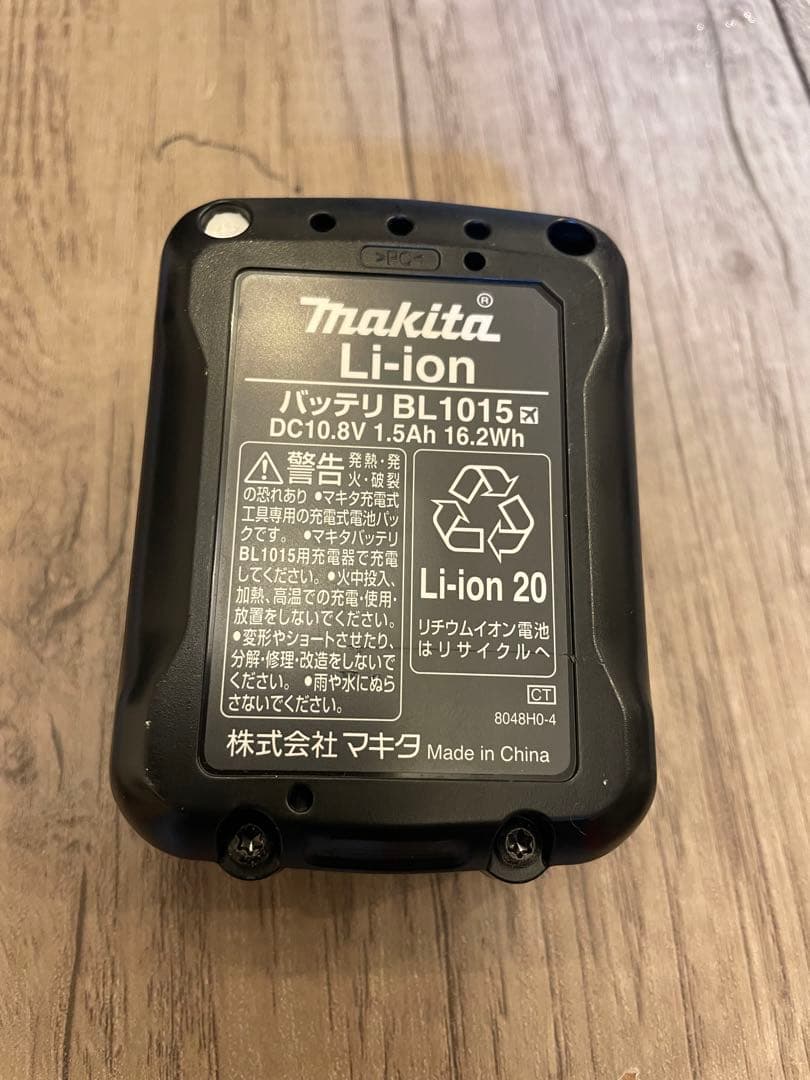 >PC<
makita®
Li-ion
バッテリ BL1015
DC10.8V 1.5Ah 16.2Wh
警告 発熱・発
火・破裂
の恐れあり ●マキタ充電式
工具専用の充電式電池パッ
クです。 ●マキタバッテリ
BL1015用充電器で充電
してください。●火中投入、
加熱、高温での充電・使用・
放置をしないでください。
●変形やショートさせたり、
分解・修理・改造をしないで
ください。 ●雨や水にぬら
さないでください。
Li-ion 20
リチウムイオン電池
はリサイクルへ
CT
8048H0-4
株式会社 マキタ Made in China